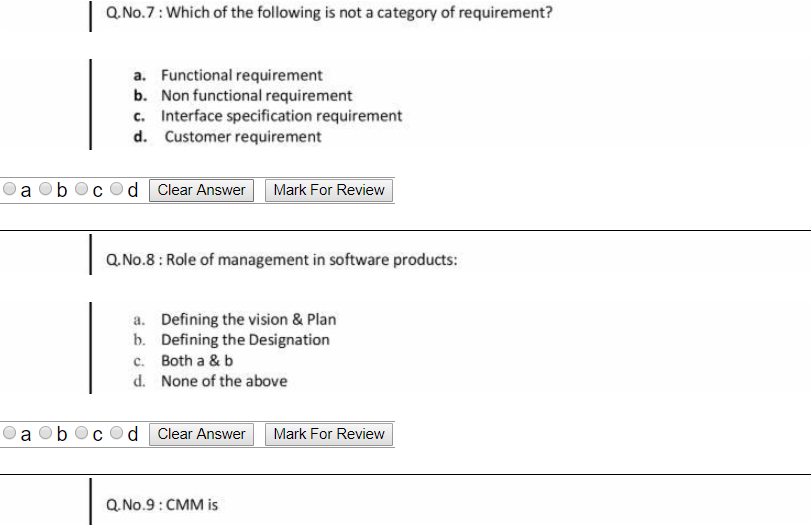 Q.No.7 : Which of the following is not a category of requirement?
a. Functional requirement
b. Non functional requirement
c. Interface specification requirement
d. Customer requirement
a b c d Clear Answer Mark For Review
Q.No.8 : Role of management in software products:
a. Defining the vision & Plan
b. Defining the Designation
c. Both a & b
d. None of the above
a b c d Clear Answer Mark For Review
Q.No.9 : CMM is